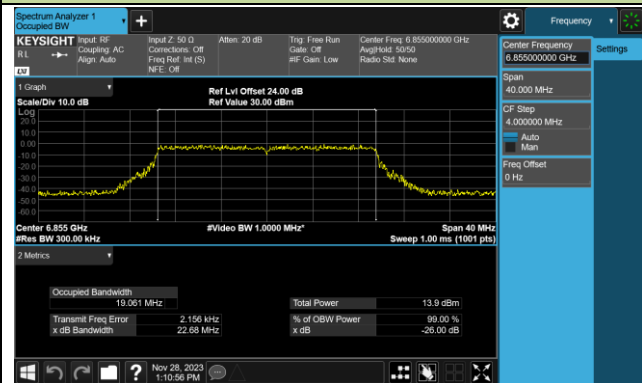 Spectrum Analyzer 1
Occupied BW
+
Frequency
KEYSIGHT
RL
LXI
Input: RF
Coupling: AC
Align: Auto
Input Z: 50 Ω
Corrections: Off
Freq Ref: Int (S)
NFE: Off
Atten: 20 dB
Trig: Free Run
Gate: Off
#IF Gain: Low
Center Freq: 6.855000000 GHz
Avg|Hold: 50/50
Radio Std: None
Center Frequency
6.855000000 GHz
Settings
Span
40.000 MHz
CF Step
4.000000 MHz
Auto
Man
Freq Offset
0 Hz
1 Graph
Scale/Div 10.0 dB
Ref Lvl Offset 24.00 dB
Ref Value 30.00 dBm
Log
20.0
10.0
0.00
-10.0
-20.0
-30.0
-40.0
-50.0
-60.0
Center 6.855 GHz
#Res BW 300.00 kHz
#Video BW 1.0000 MHz*
Span 40 MHz
Sweep 1.00 ms (1001 pts)
2 Metrics
Occupied Bandwidth
19.061 MHz
Total Power 13.9 dBm
Transmit Freq Error 2.156 kHz
% of OBW Power 99.00 %
x dB Bandwidth 22.68 MHz
x dB -26.00 dB
?
Nov 28, 2023
1:10:56 PM